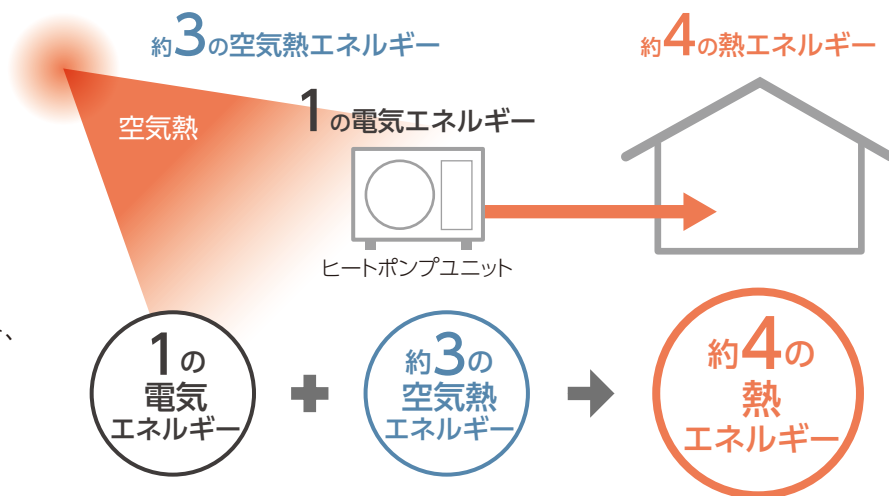 約3の空気熱エネルギー
約4の熱エネルギー
空気熱
1の電気エネルギー
ヒートポンプユニット
、
1の
電気
エネルギー
約3の
空気熱
エネルギー
約4の
熱
エネルギー